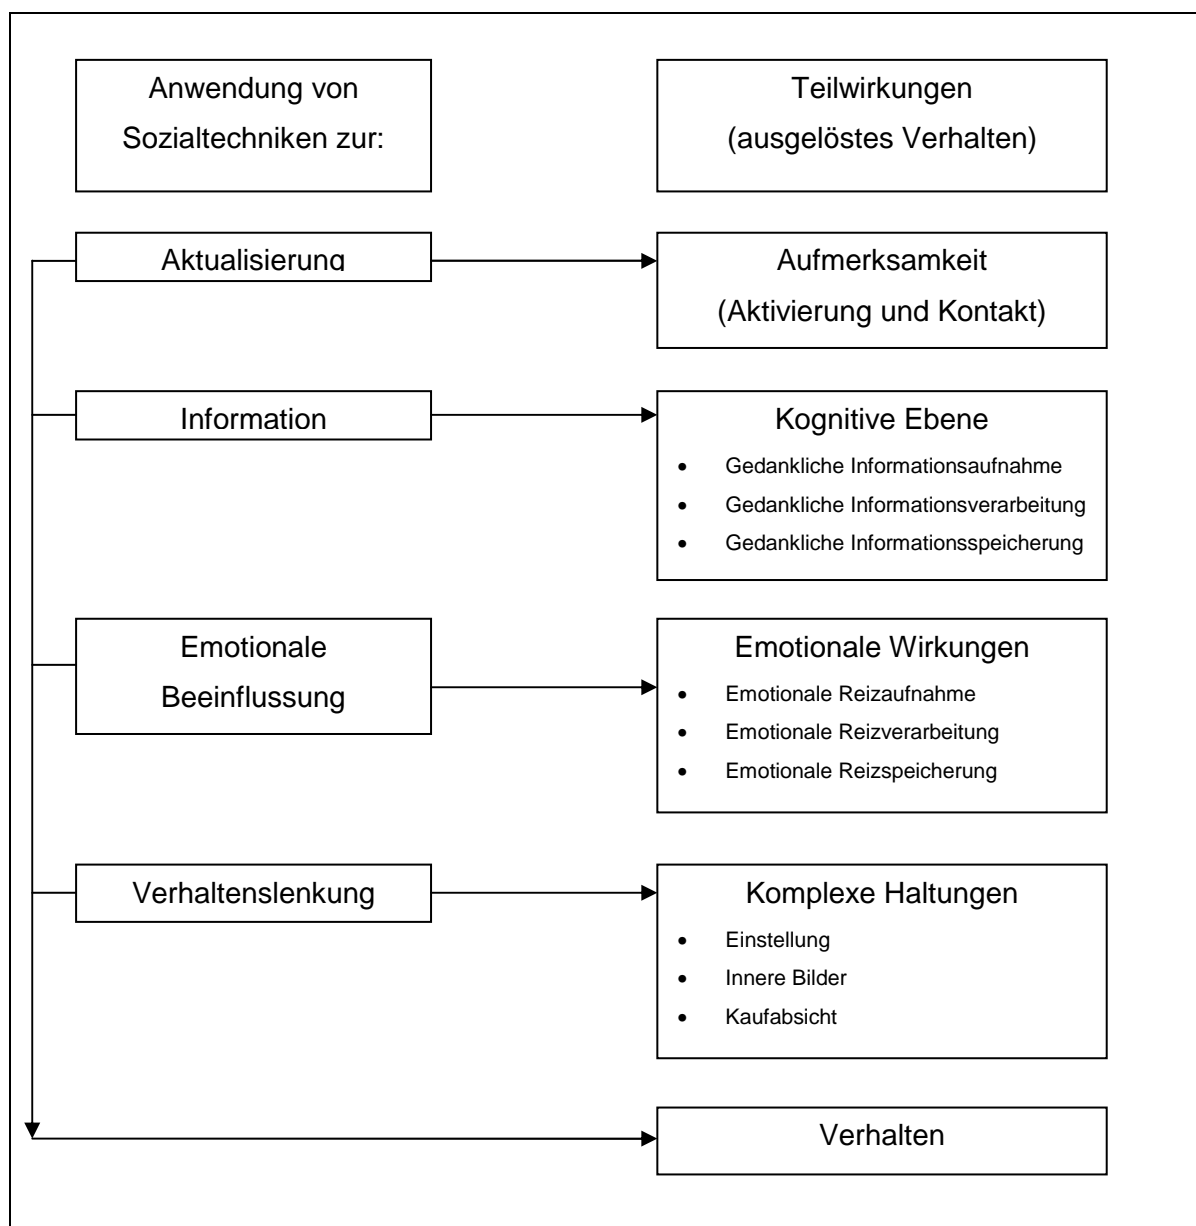 Anwendung von
Sozialtechniken zur:
Teilwirkungen
(ausgelöstes Verhalten)
Aktualisierung
Aufmerksamkeit
(Aktivierung und Kontakt)
Information
Kognitive Ebene
• Gedankliche Informationsaufnahme
• Gedankliche Informationsverarbeitung
• Gedankliche Informationsspeicherung
Emotionale
Beeinflussung
Emotionale Wirkungen
• Emotionale Reizaufnahme
• Emotionale Reizverarbeitung
• Emotionale Reizspeicherung
Verhaltenslenkung
Komplexe Haltungen
• Einstellung
• Innere Bilder
• Kaufabsicht
Verhalten